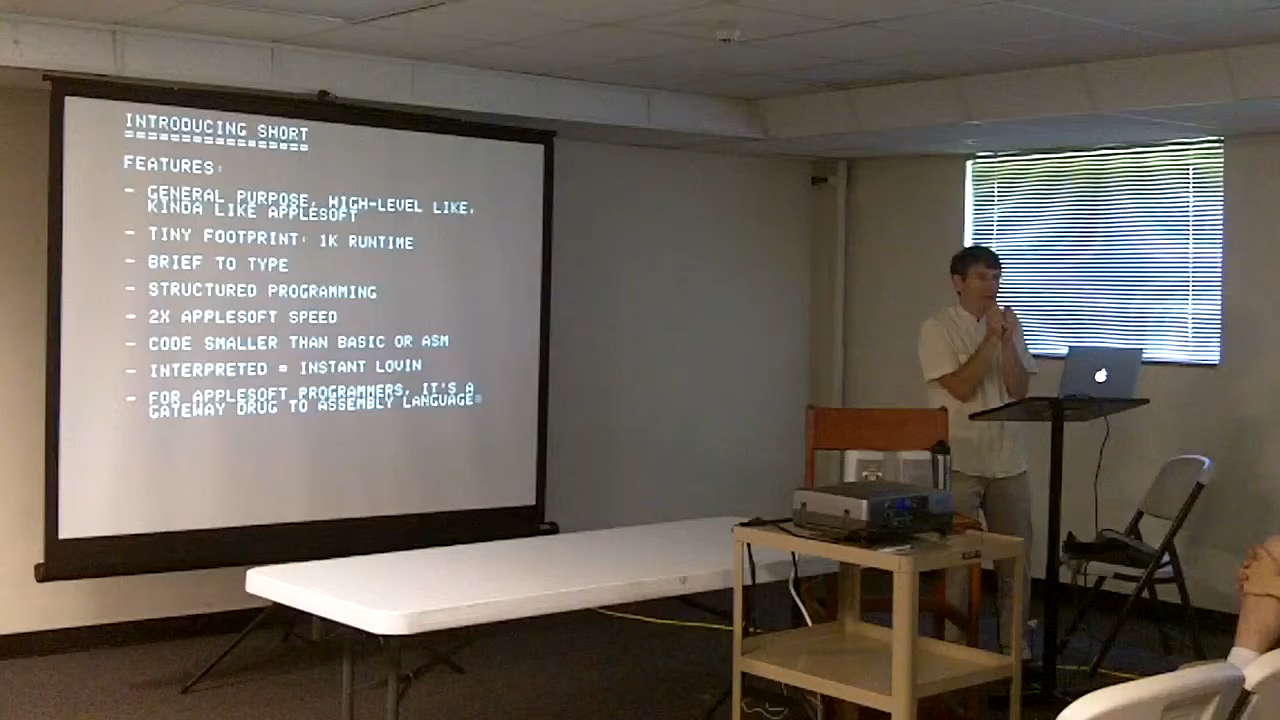 INTRODUCING SHORT
=================
FEATURES:
- GENERAL PURPOSE, HIGH-LEVEL LIKE,
KINDA LIKE APPLESOFT
- TINY FOOTPRINT: 1K RUNTIME
- BRIEF TO TYPE
- STRUCTURED PROGRAMMING
- 2X APPLESOFT SPEED
- CODE SMALLER THAN BASIC OR ASM
- INTERPRETED = INSTANT LOVIN
- FOR APPLESOFT PROGRAMMERS, IT'S A
GATEWAY DRUG TO ASSEMBLY LANGUAGE